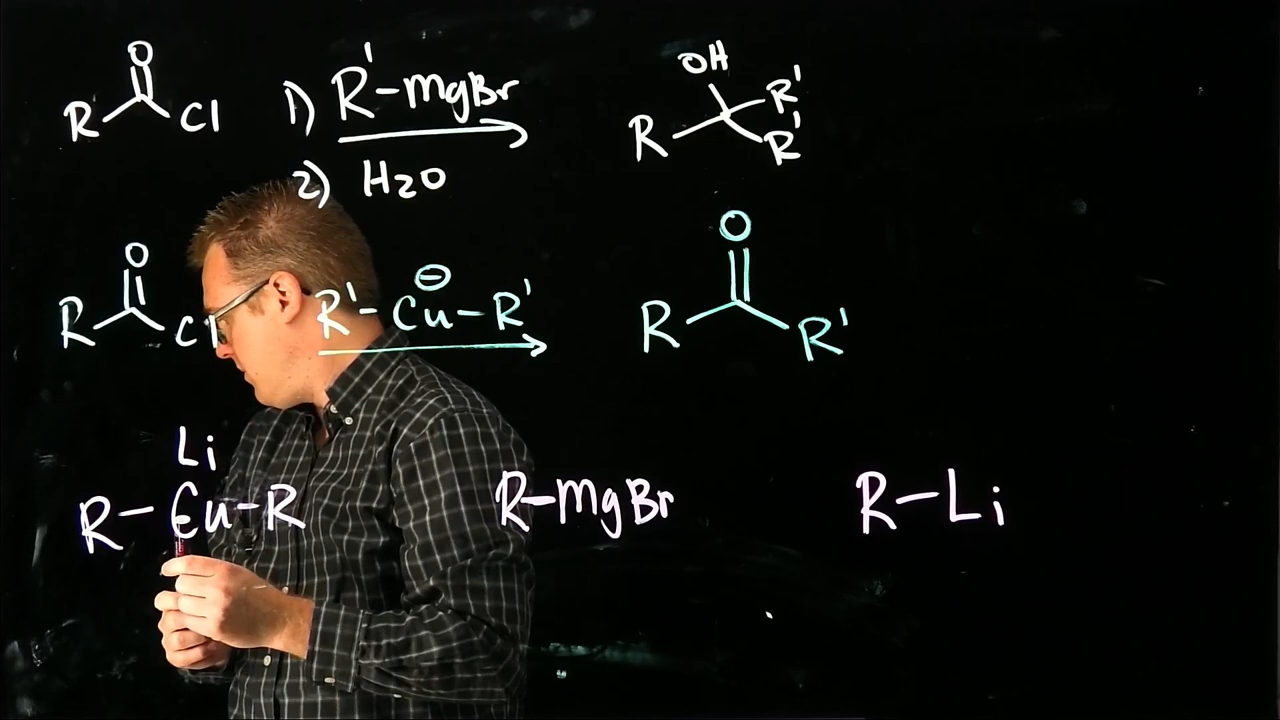 O OH
R Cl 1) R'-MgBr R R' R'
2) H2O
O O
R Cl R'-Cu⊖-R' R R'
Li
R-Cu-R R-MgBr R-Li